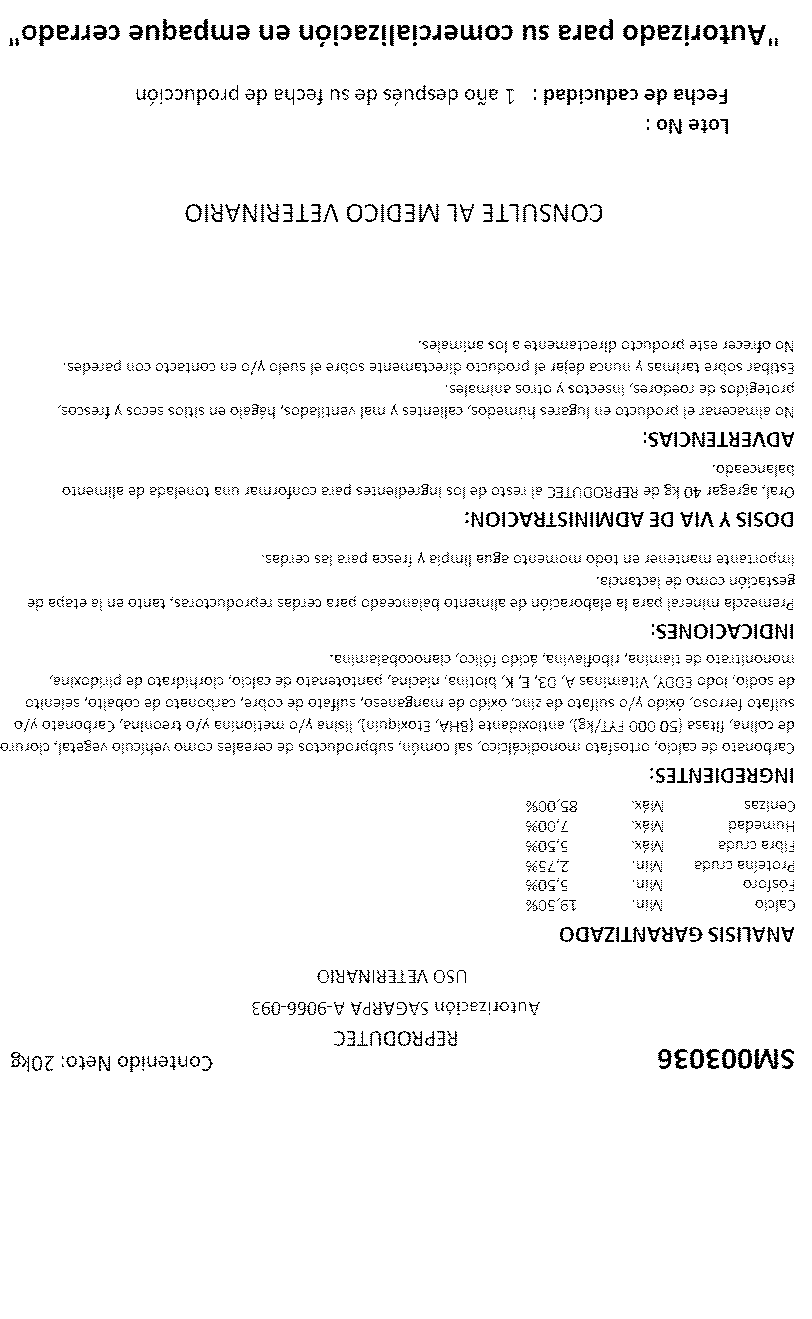 SM003036 Contenido Neto: 20kg
REPRODUTEC
Autorización SAGARPA A-9066-093
USO VETERINARIO
ANALISIS GARANTIZADO
Calcio Min. 19,50%
Fósforo Min. 5,50%
Proteína cruda Min. 2,75%
Fibra cruda Máx. 5,50%
Humedad Máx. 7,00%
Cenizas Máx. 85,00%
INGREDIENTES:
Carbonato de calcio, ortosfato monodicálcico, sal común, subproductos de cereales como vehículo vegetal, cloruro
de colina, fitasa (50 000 FYT/kg), antioxidante (BHA, Etoxiquin), lisina y/o metionina y/o treonina, Carbonato y/o
sulfato ferroso, óxido y/o sulfato de zinc, óxido de manganeso, sulfato de cobre, carbonato de cobalto, selenito
de sodio, Iodo EDDY, Vitaminas A, D3, E, K, biotina, niacina, pantotenato de calcio, clorhidrato de piridoxina,
mononitrato de tiamina, riboflavina, ácido fólico, cianocobalamina.
INDICACIONES:
Premezcla mineral para la elaboración de alimento balanceado para cerdas reproductoras, tanto en la etapa de
gestación como de lactancia.
Importante mantener en todo momento agua limpia y fresca para las cerdas.
DOSIS Y VIA DE ADMINISTRACION:
Oral, agregar 40 kg de REPRODUTEC al resto de los ingredientes para conformar una tonelada de alimento
balanceado.
ADVERTENCIAS:
No almacenar el producto en lugares húmedos, calientes y mal ventilados, hágalo en sitios secos y frescos,
protegidos de roedores, insectos y otros animales.
Estibar sobre tarimas y nunca dejar el producto directamente sobre el suelo y/o en contacto con paredes.
No ofrecer este producto directamente a los animales.
CONSULTE AL MEDICO VETERINARIO
Lote No :
Fecha de caducidad : 1 año después de su fecha de producción
"Autorizado para su comercialización en empaque cerrado"